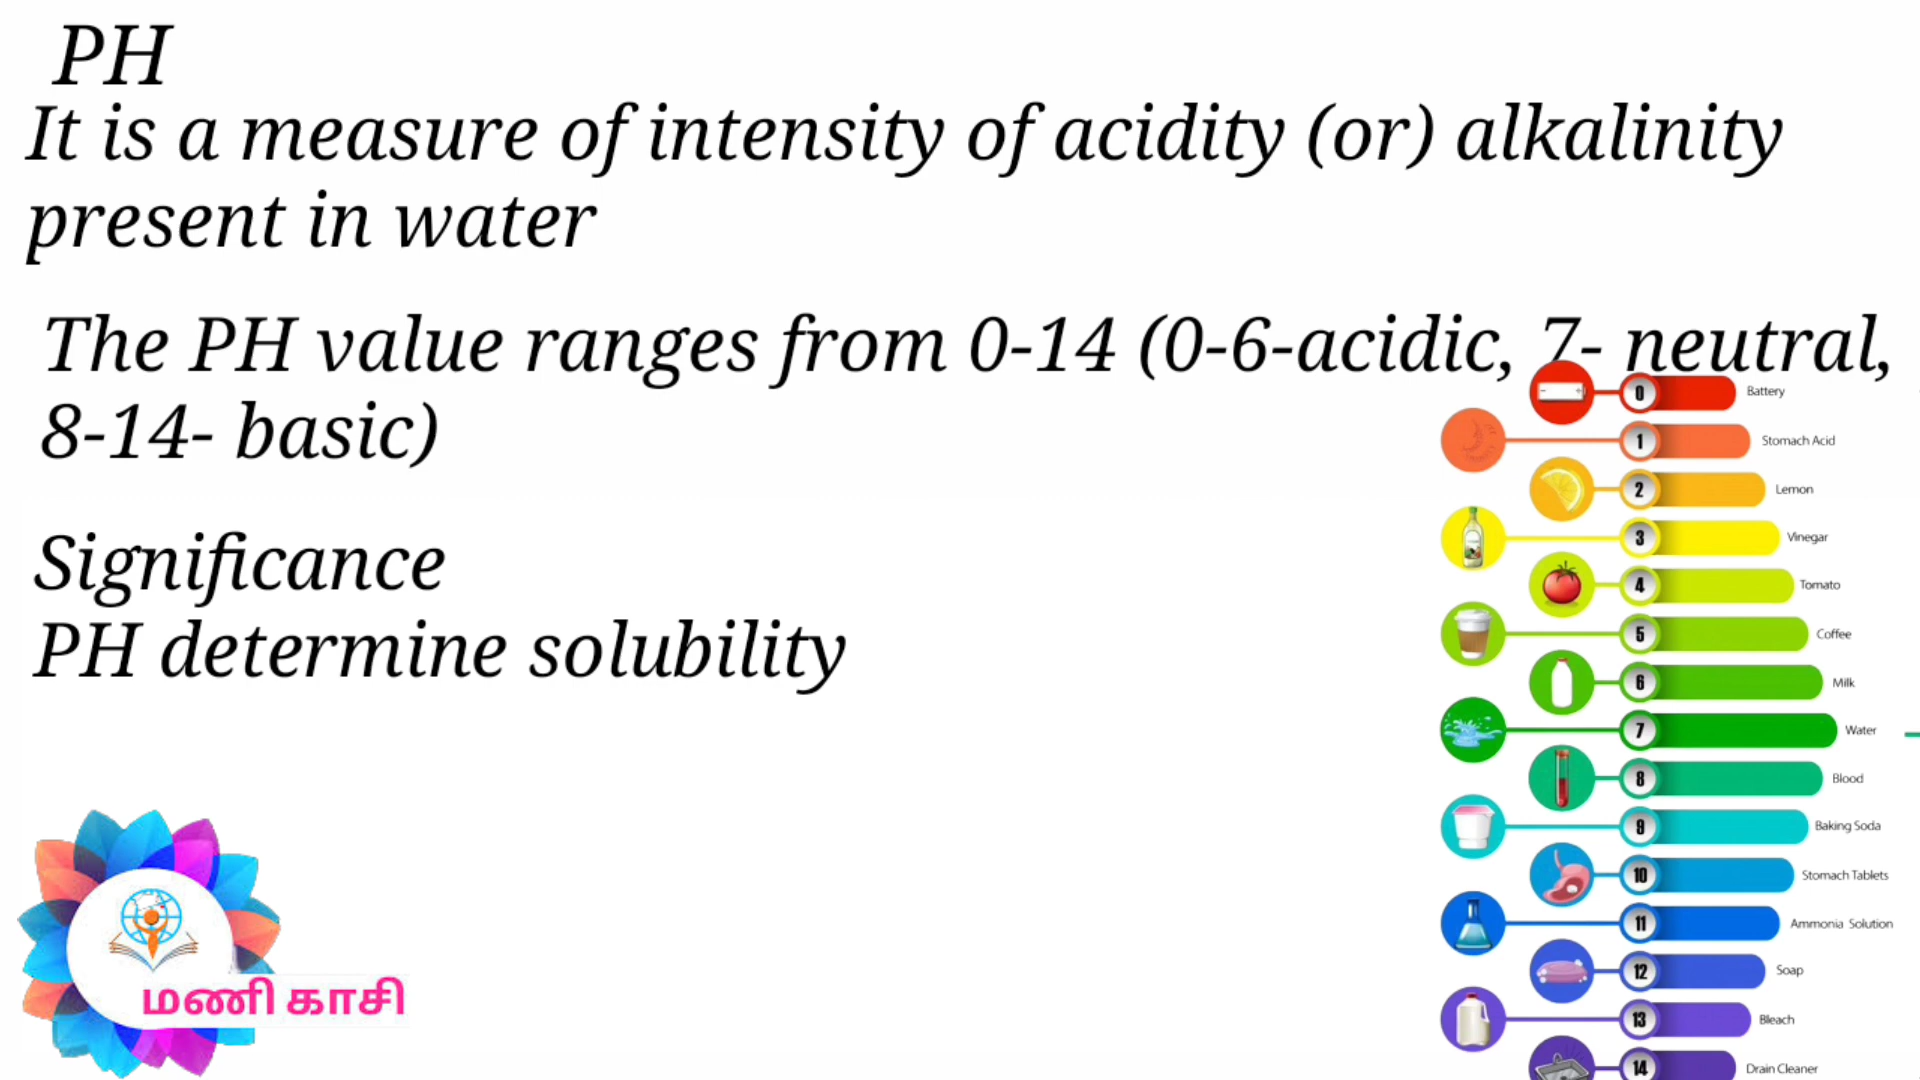 PH
It is a measure of intensity of acidity (or) alkalinity
present in water
The PH value ranges from 0-14 (0-6-acidic, 7- neutral,
8-14- basic)
Significance
PH determine solubility
0 Battery
1 Stomach Acid
2 Lemon
3 Vinegar
4 Tomato
5 Coffee
6 Milk
7 Water
8 Blood
9 Baking Soda
10 Stomach Tablets
11 Ammonia Solution
12 Soap
13 Bleach
14 Drain Cleaner
மணி காசி